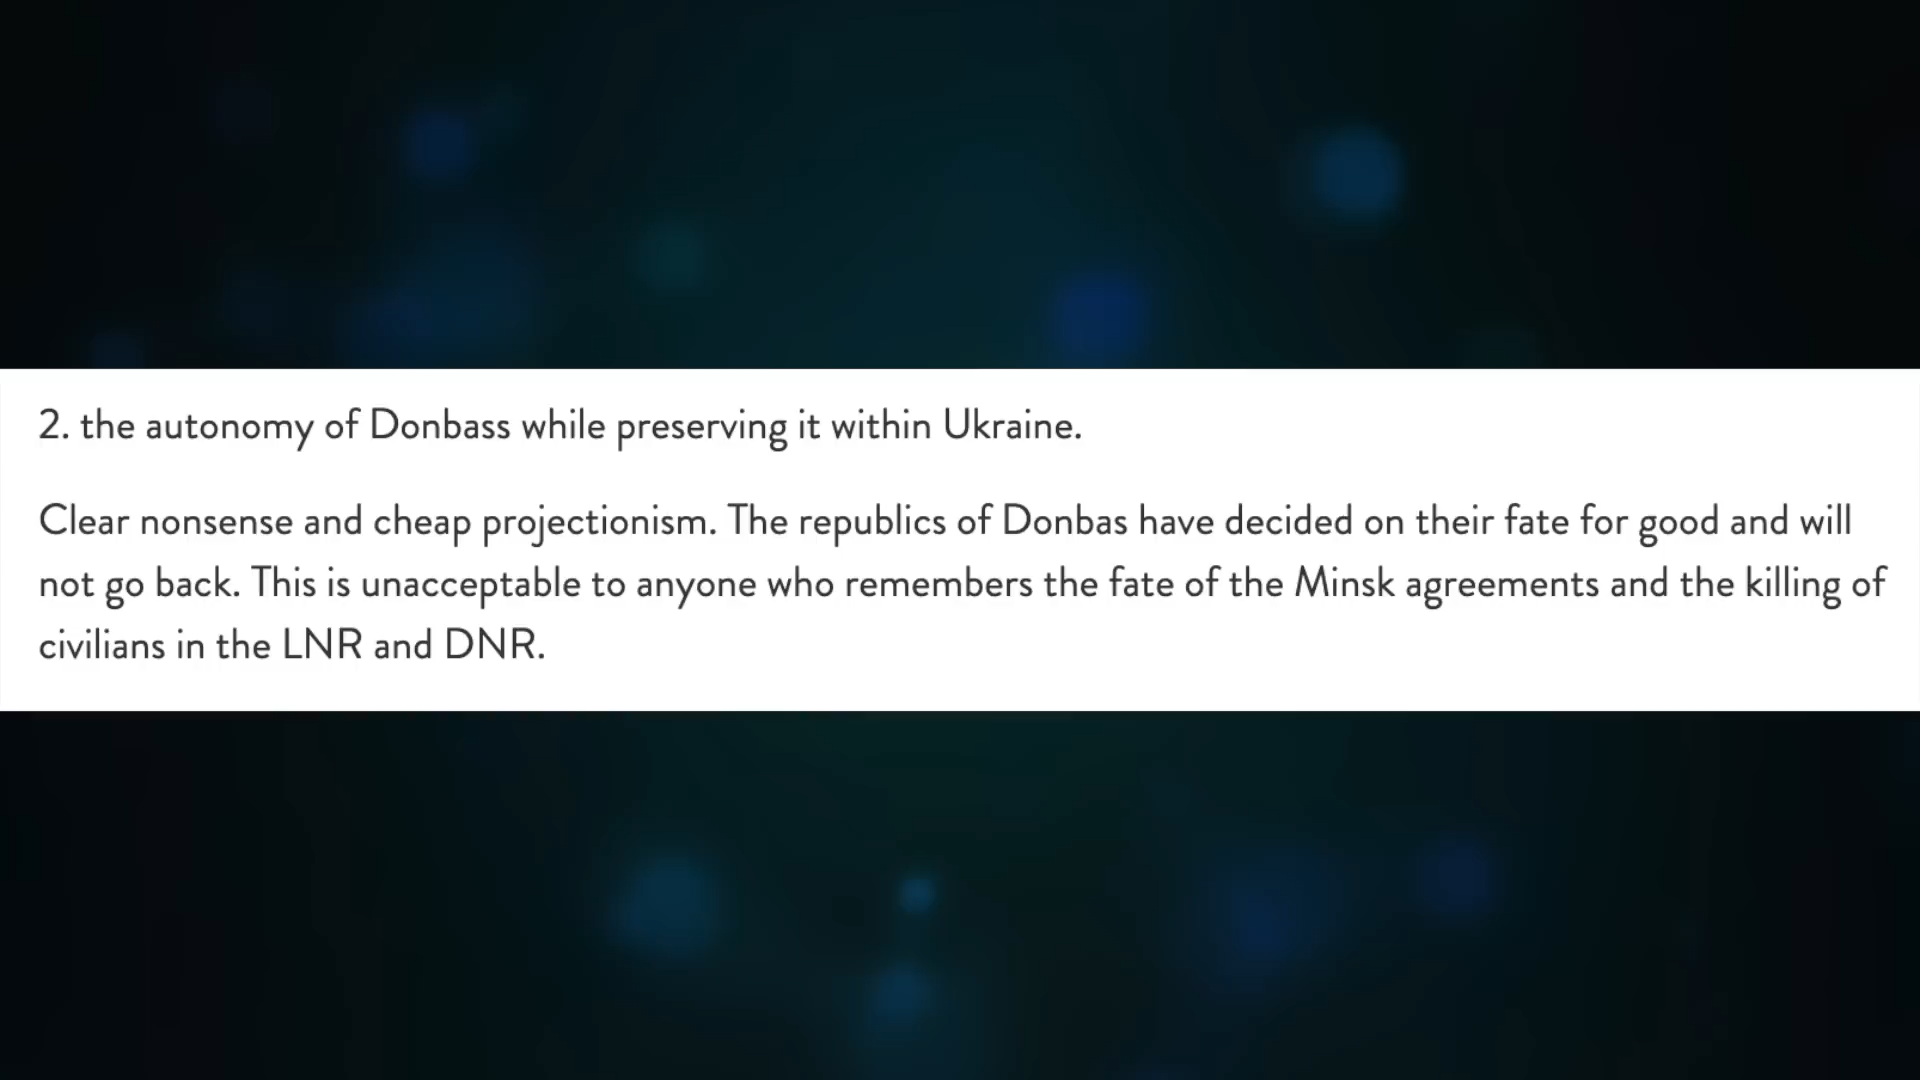 2. the autonomy of Donbass while preserving it within Ukraine.
Clear nonsense and cheap projectionism. The republics of Donbas have decided on their fate for good and will
not go back. This is unacceptable to anyone who remembers the fate of the Minsk agreements and the killing of
civilians in the LNR and DNR.